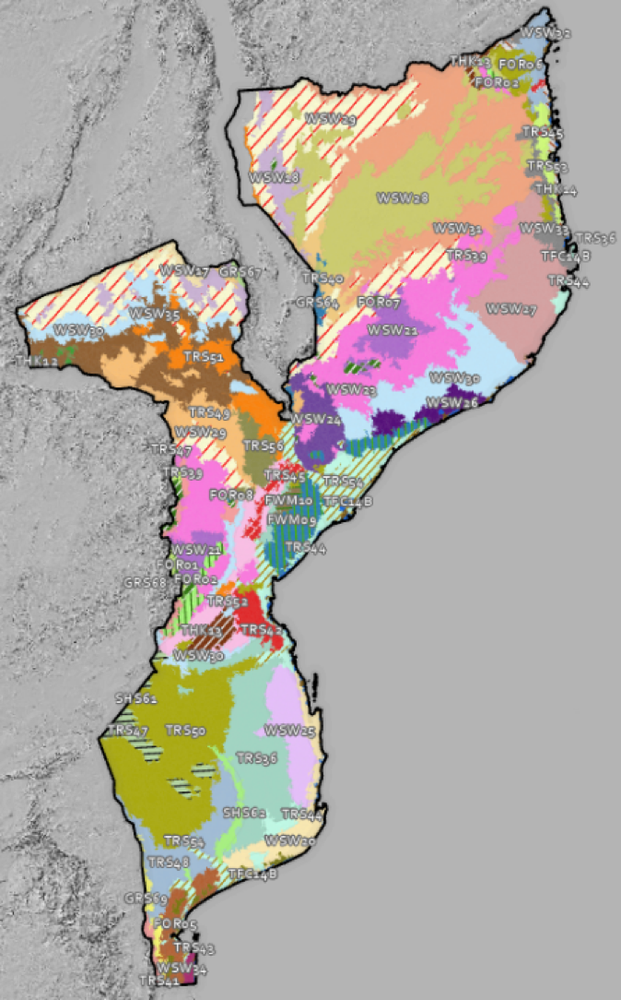 WSW32
THK13
FOR06
FOR02
WSW29
TRS45
TRS53
WSW18
THK14
WSW28
WSW31
WSW33
TRS36
TRS39
TFC14B
WSW17
GRS67
TRS40
TRS44
GRS64
FOR07
WSW27
WSW35
WSW30
WSW21
THK12
TRS51
WSW30
WSW23
WSW26
TRS49
WSW24
WSW29
TRS47
TRS56
TRS39
TRS45
TRS54
FOR08
FWM10
TFC14B
FWM09
WSW21
TRS44
FOR01
GRS68
FOR02
TRS52
THK13
TRS42
WSW30
SHS61
TRS47
TRS50
WSW25
TRS36
SHS62
TRS44
TRS54
WSW20
TRS48
TFC14B
GRS69
FOR05
TRS43
WSW34
TRS41